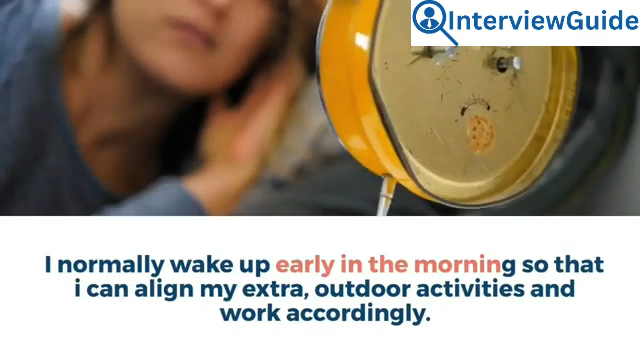 InterviewGuide
I normally wake up early in the morning so that
i can align my extra, outdoor activities and
work accordingly.